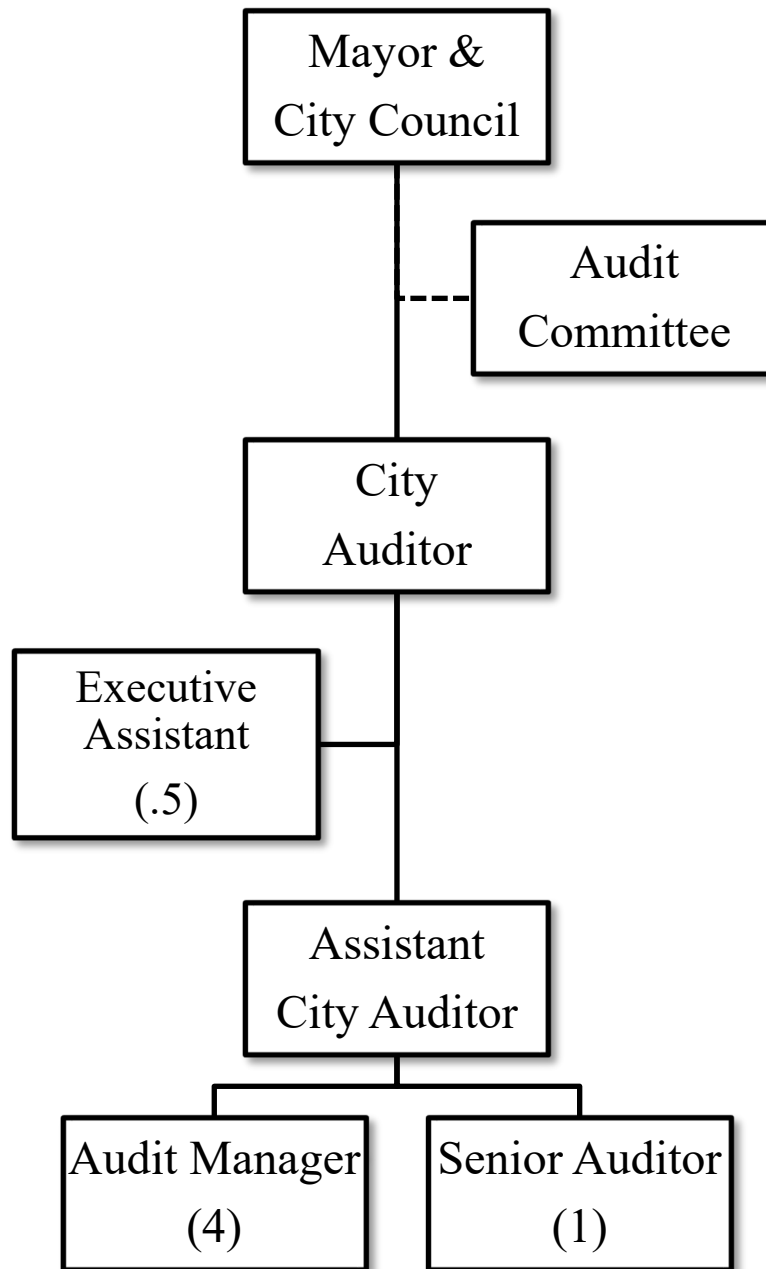 Mayor &
City Council
Audit
Committee
City
Auditor
Executive
Assistant
(.5)
Assistant
City Auditor
Audit Manager
(4)
Senior Auditor
(1)